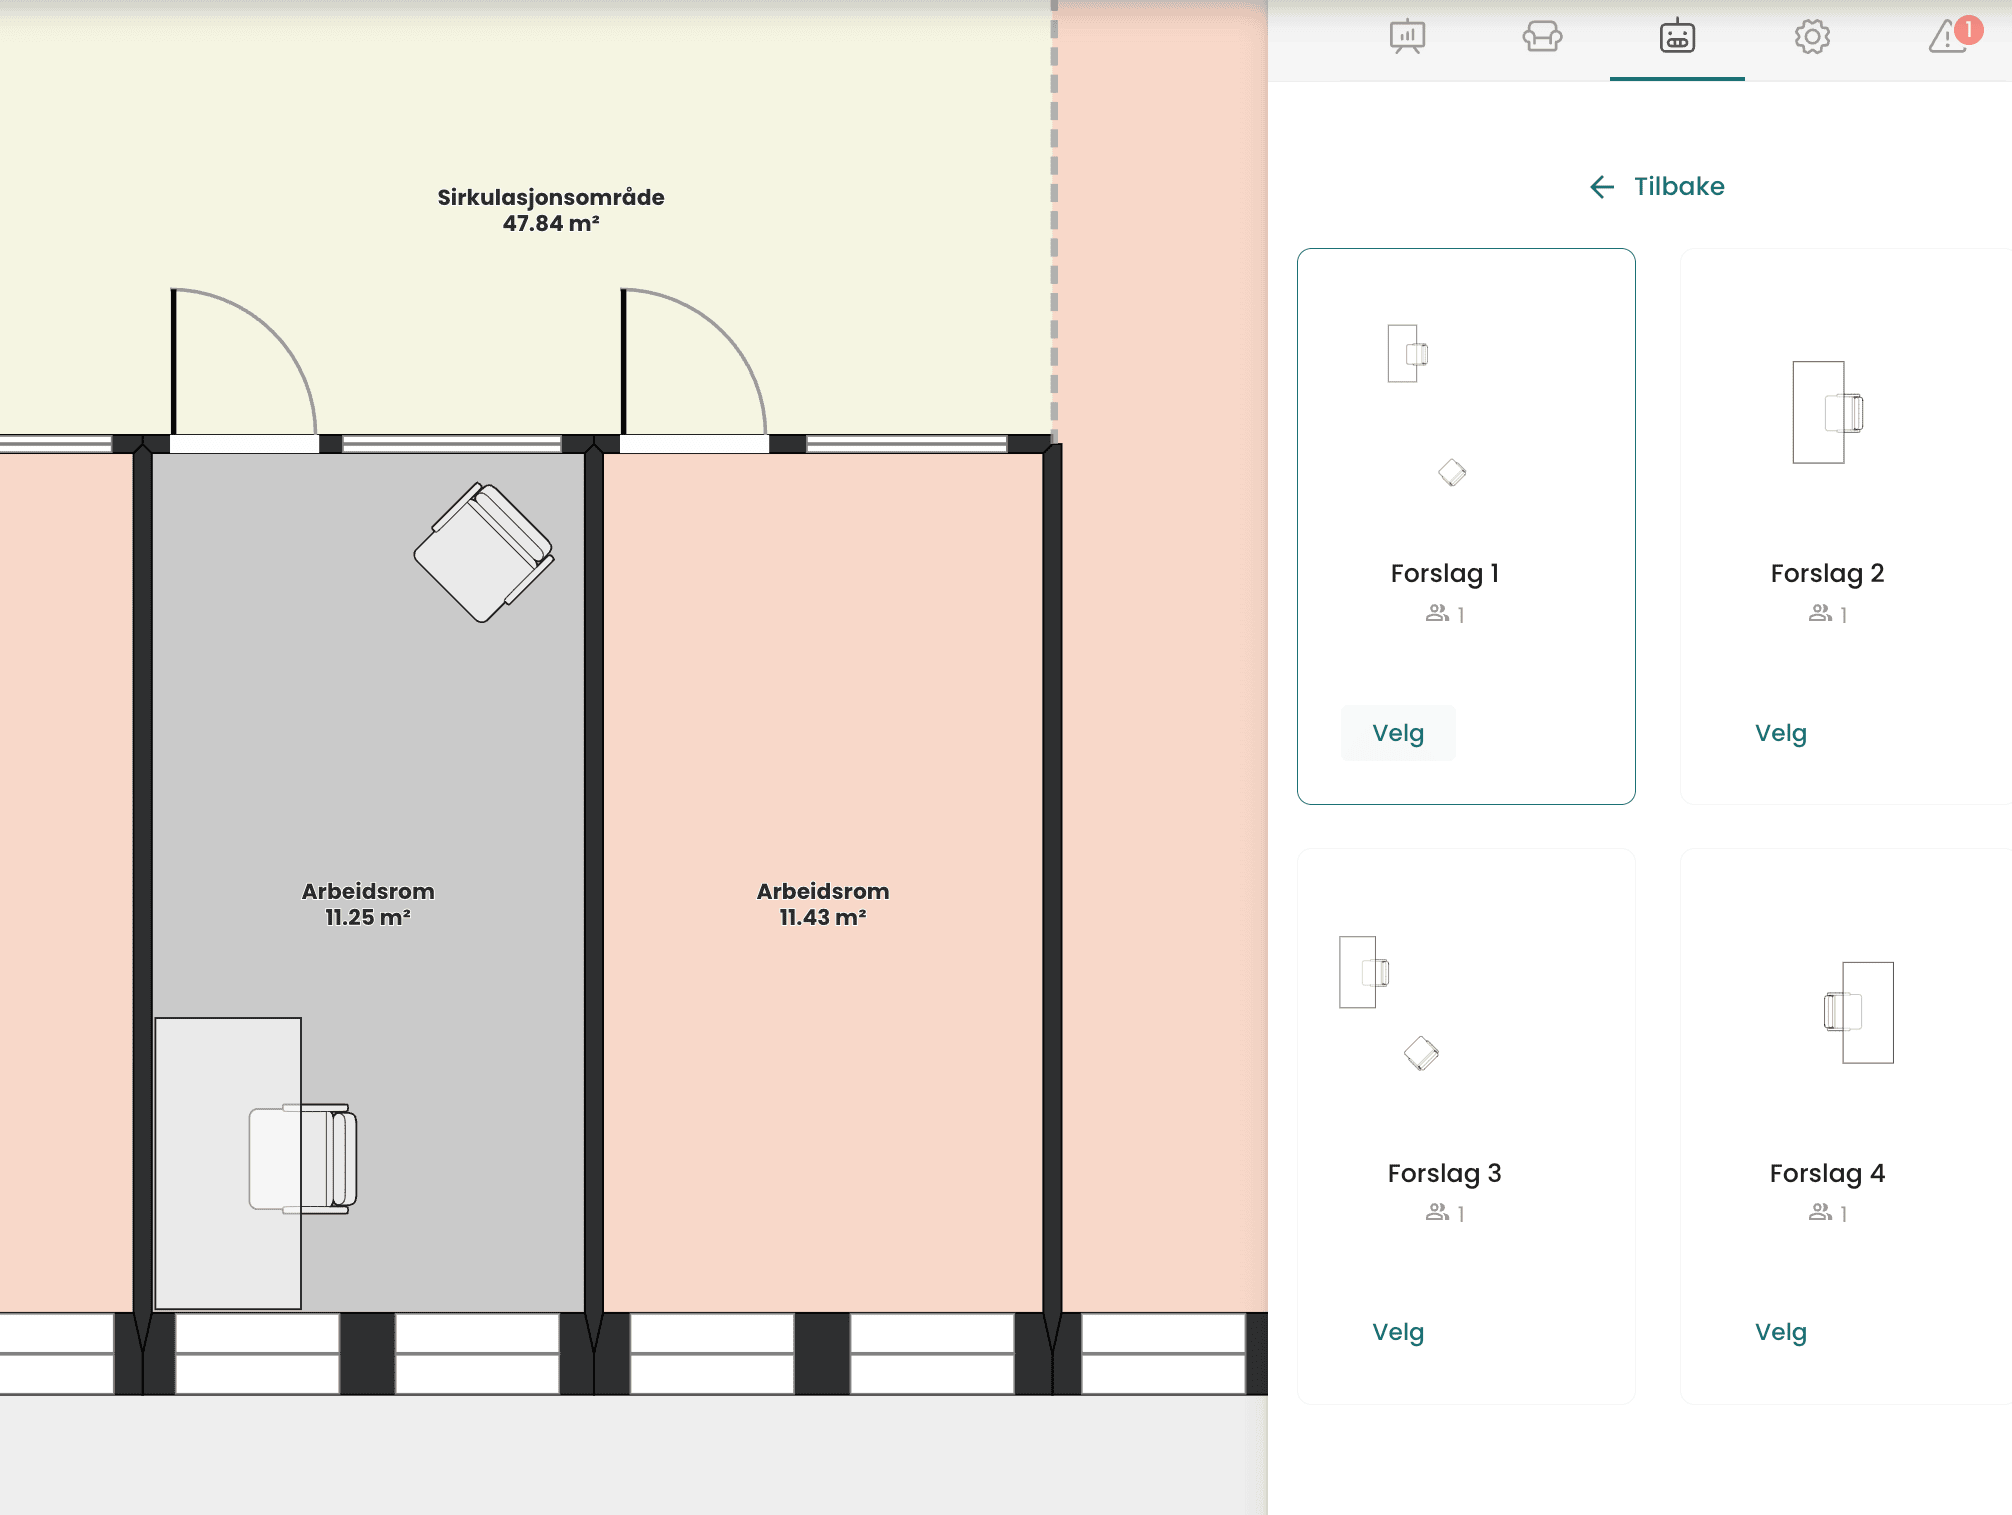 Sirkulasjonsområde
47.84 m²
Arbeidsrom
11.25 m²
Arbeidsrom
11.43 m²
1
Tilbake
Forslag 1
1
Velg
Forslag 2
1
Velg
Forslag 3
1
Velg
Forslag 4
1
Velg